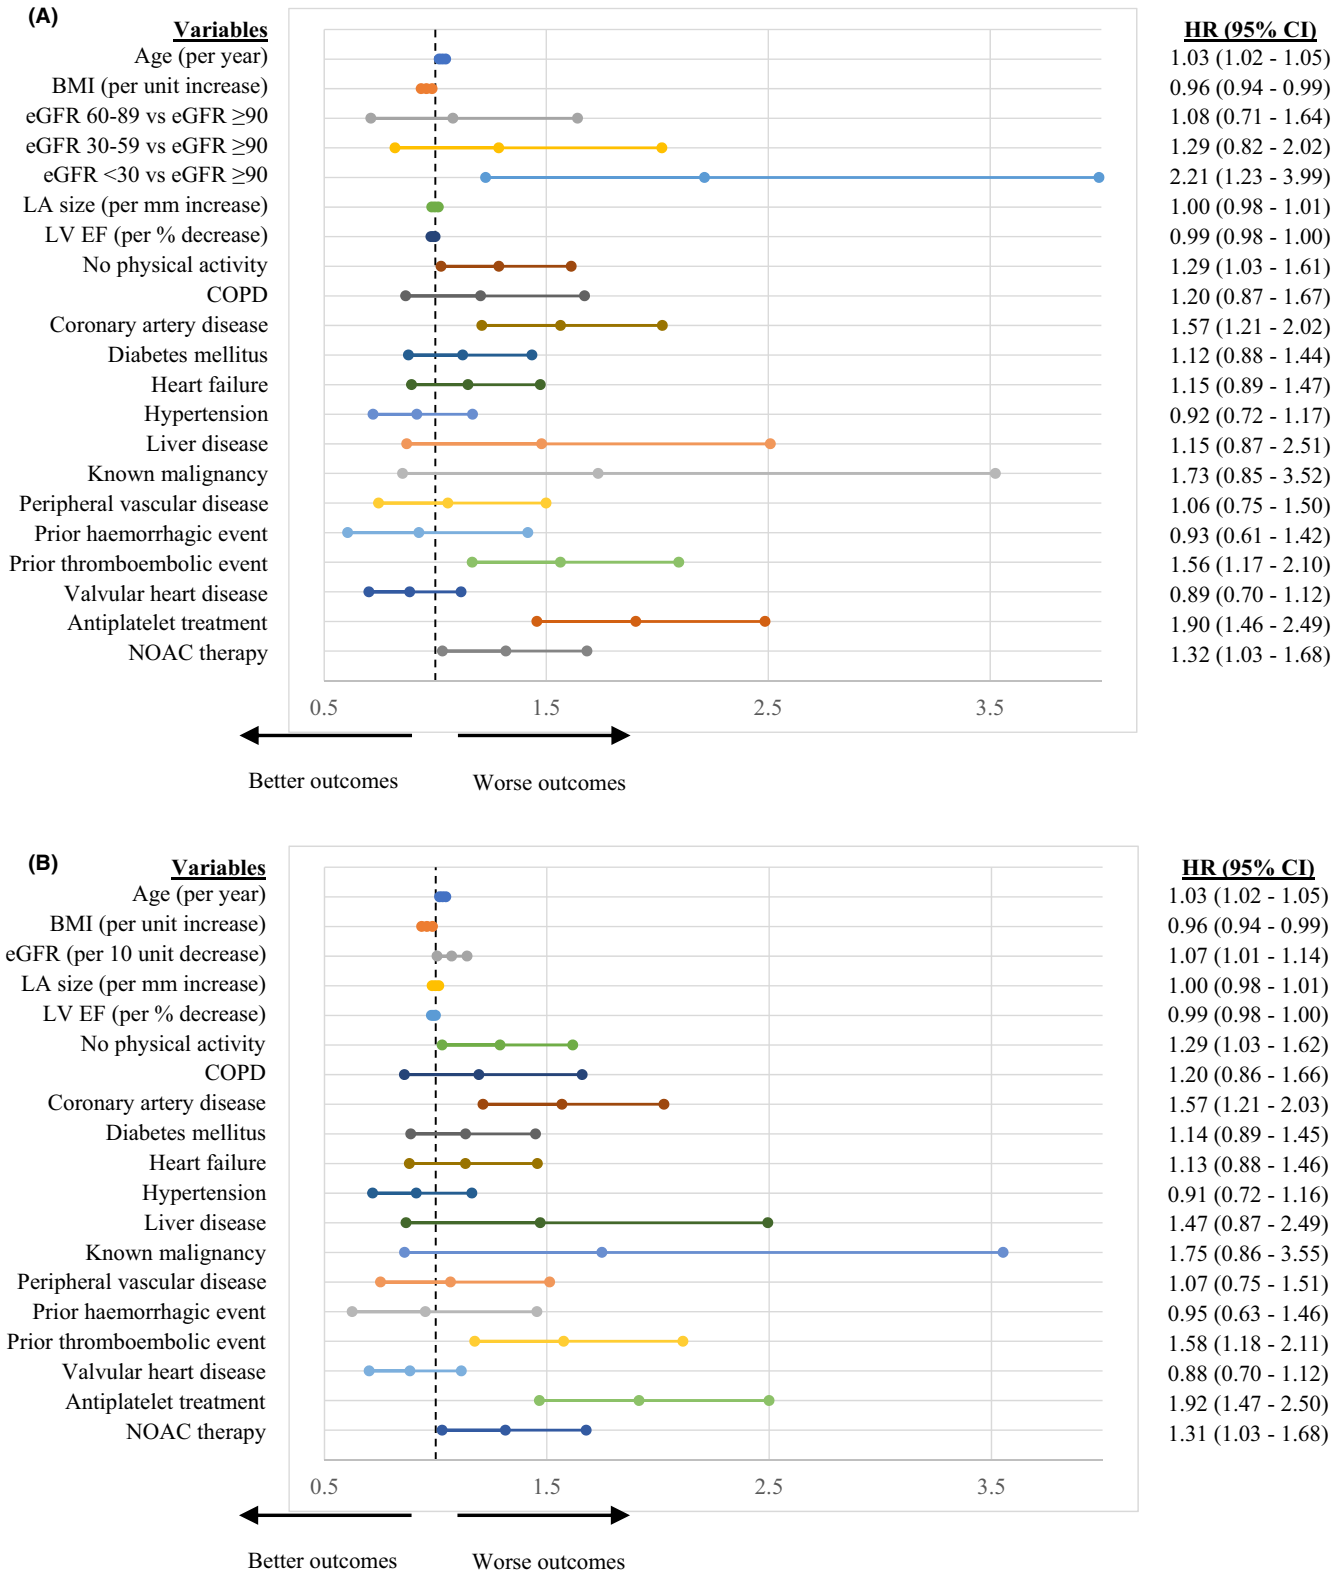 (A)
Variables HR (95% CI)
Age (per year) 1.03 (1.02 - 1.05)
BMI (per unit increase) 0.96 (0.94 - 0.99)
eGFR 60-89 vs eGFR ≥90 1.08 (0.71 - 1.64)
eGFR 30-59 vs eGFR ≥90 1.29 (0.82 - 2.02)
eGFR <30 vs eGFR ≥90 2.21 (1.23 - 3.99)
LA size (per mm increase) 1.00 (0.98 - 1.01)
LV EF (per % decrease) 0.99 (0.98 - 1.00)
No physical activity 1.29 (1.03 - 1.61)
COPD 1.20 (0.87 - 1.67)
Coronary artery disease 1.57 (1.21 - 2.02)
Diabetes mellitus 1.12 (0.88 - 1.44)
Heart failure 1.15 (0.89 - 1.47)
Hypertension 0.92 (0.72 - 1.17)
Liver disease 1.15 (0.87 - 2.51)
Known malignancy 1.73 (0.85 - 3.52)
Peripheral vascular disease 1.06 (0.75 - 1.50)
Prior haemorrhagic event 0.93 (0.61 - 1.42)
Prior thromboembolic event 1.56 (1.17 - 2.10)
Valvular heart disease 0.89 (0.70 - 1.12)
Antiplatelet treatment 1.90 (1.46 - 2.49)
NOAC therapy 1.32 (1.03 - 1.68)
0.5 1.5 2.5 3.5
Better outcomes Worse outcomes
(B)
Variables HR (95% CI)
Age (per year) 1.03 (1.02 - 1.05)
BMI (per unit increase) 0.96 (0.94 - 0.99)
eGFR (per 10 unit decrease) 1.07 (1.01 - 1.14)
LA size (per mm increase) 1.00 (0.98 - 1.01)
LV EF (per % decrease) 0.99 (0.98 - 1.00)
No physical activity 1.29 (1.03 - 1.62)
COPD 1.20 (0.86 - 1.66)
Coronary artery disease 1.57 (1.21 - 2.03)
Diabetes mellitus 1.14 (0.89 - 1.45)
Heart failure 1.13 (0.88 - 1.46)
Hypertension 0.91 (0.72 - 1.16)
Liver disease 1.47 (0.87 - 2.49)
Known malignancy 1.75 (0.86 - 3.55)
Peripheral vascular disease 1.07 (0.75 - 1.51)
Prior haemorrhagic event 0.95 (0.63 - 1.46)
Prior thromboembolic event 1.58 (1.18 - 2.11)
Valvular heart disease 0.88 (0.70 - 1.12)
Antiplatelet treatment 1.92 (1.47 - 2.50)
NOAC therapy 1.31 (1.03 - 1.68)
0.5 1.5 2.5 3.5
Better outcomes Worse outcomes